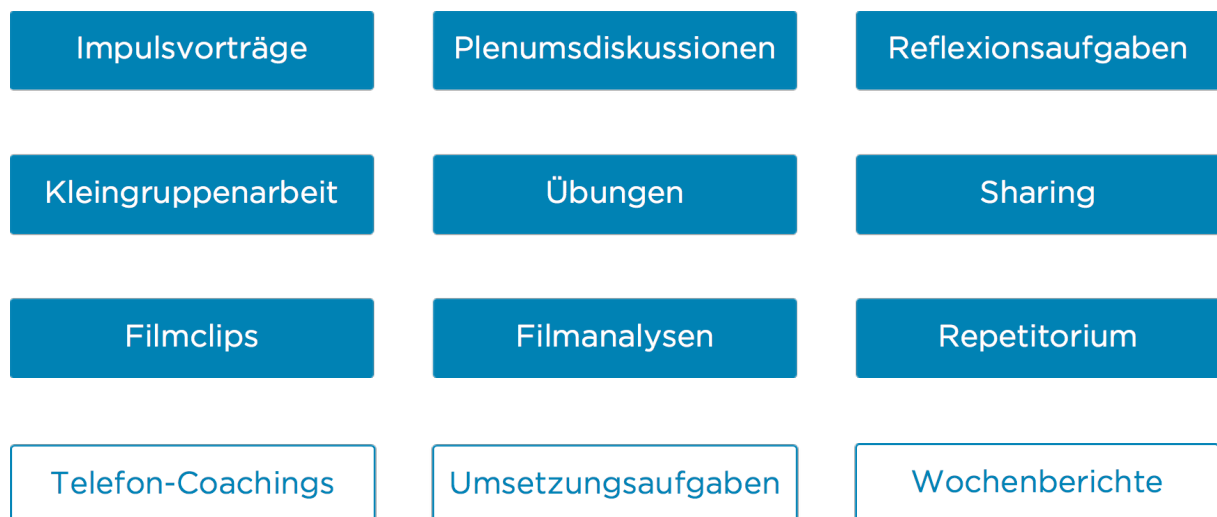 Impulsvorträge
Plenumsdiskussionen
Reflexionsaufgaben
Kleingruppenarbeit
Übungen
Sharing
Filmclips
Filmanalysen
Repetitorium
Telefon-Coachings
Umsetzungsaufgaben
Wochenberichte